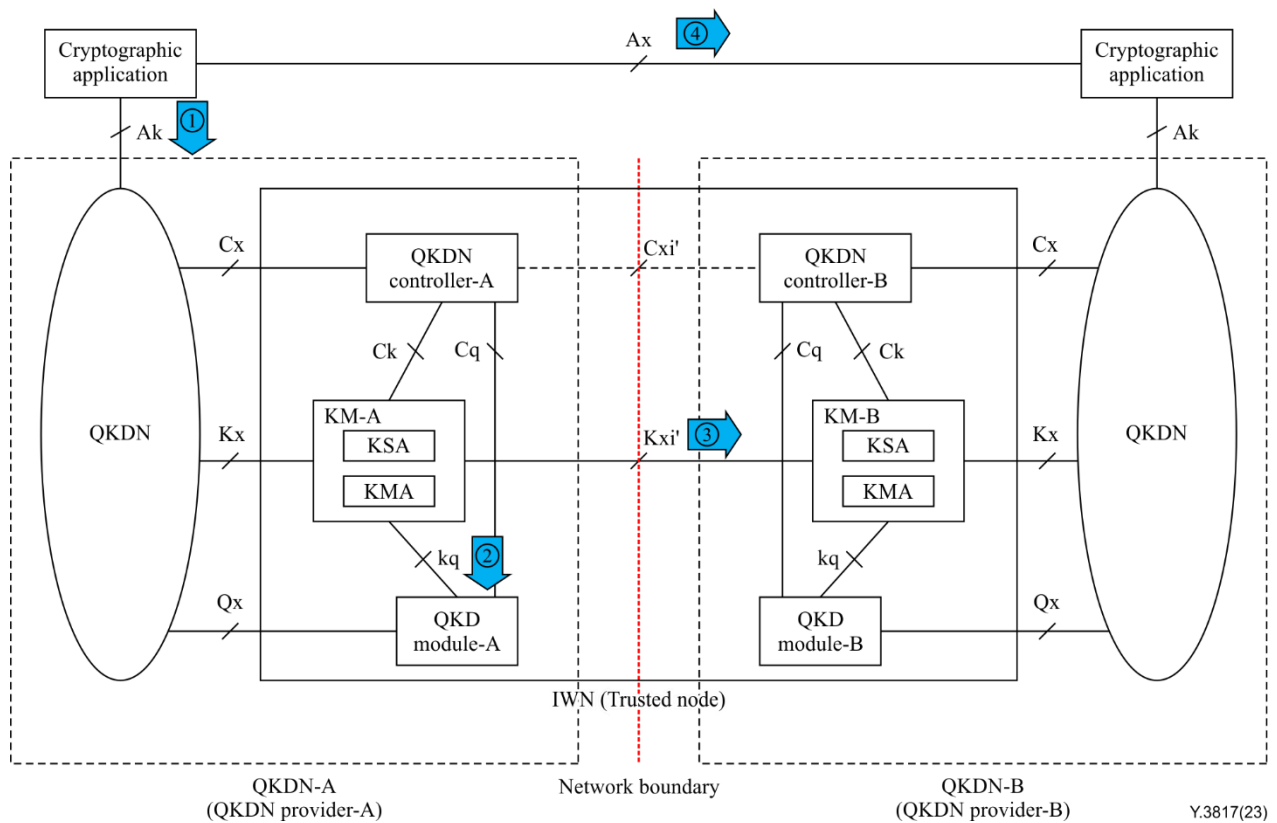 ④
Ax
Cryptographic
application
Cryptographic
application
①
Ak
Ak
Cx
QKDN
controller-A
Cxi'
QKDN
controller-B
Cx
Ck
Cq
Cq
Ck
QKDN
Kx
KM-A
KSA
KMA
Kxi'
③
KM-B
KSA
KMA
Kx
QKDN
kq
②
kq
Qx
QKD
module-A
QKD
module-B
Qx
IWN (Trusted node)
QKDN-A
(QKDN provider-A)
Network boundary
QKDN-B
(QKDN provider-B)
Y.3817(23)